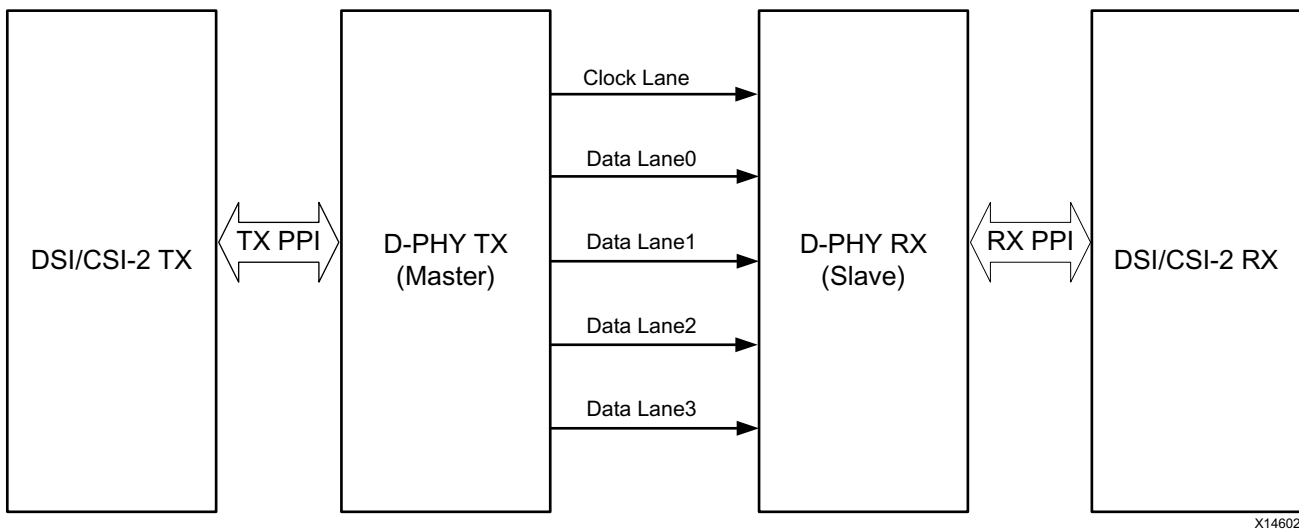 Clock Lane
Data Lane0
Data Lane1
Data Lane2
Data Lane3
DSI/CSI-2 TX
TX PPI
D-PHY TX
(Master)
D-PHY RX
(Slave)
RX PPI
DSI/CSI-2 RX
X14602